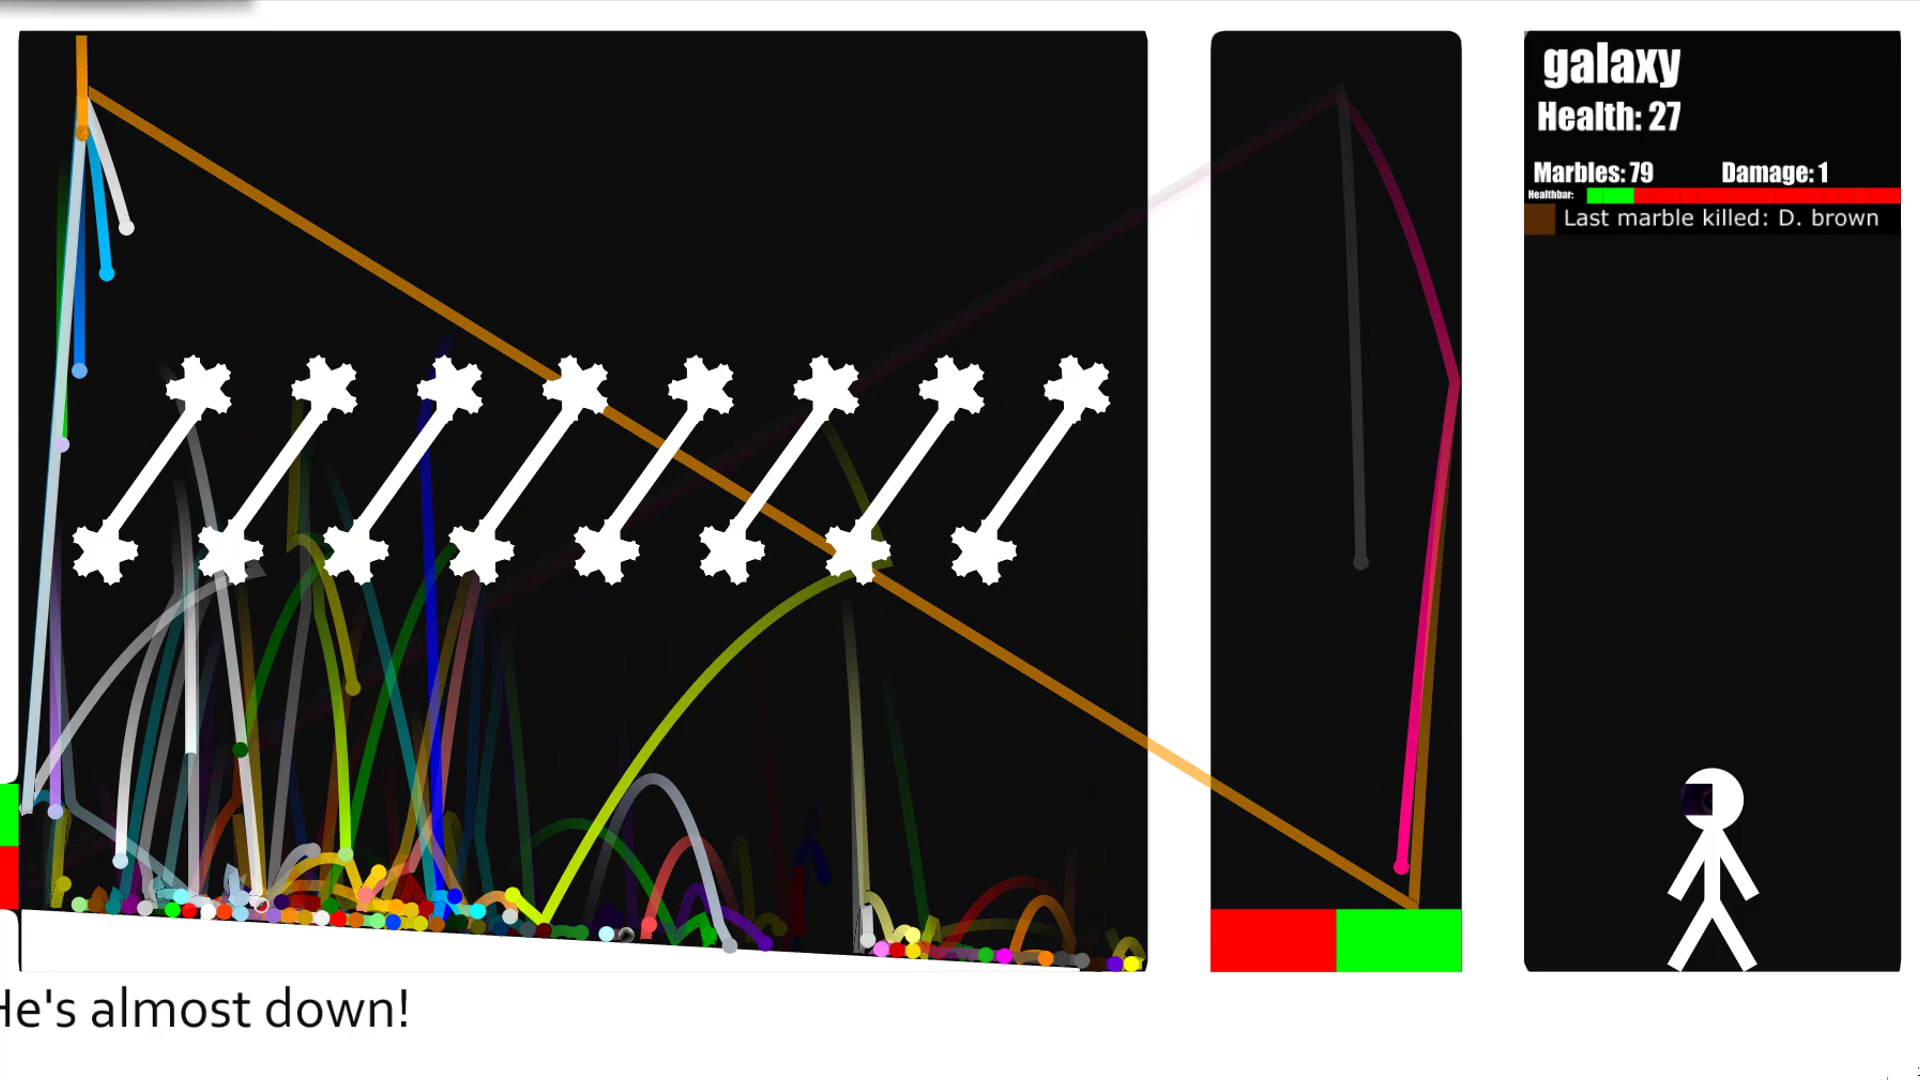 galaxy
Health: 27
Marbles: 79 Damage: 1
Healthbar:
Last marble killed: D. brown
He's almost down!